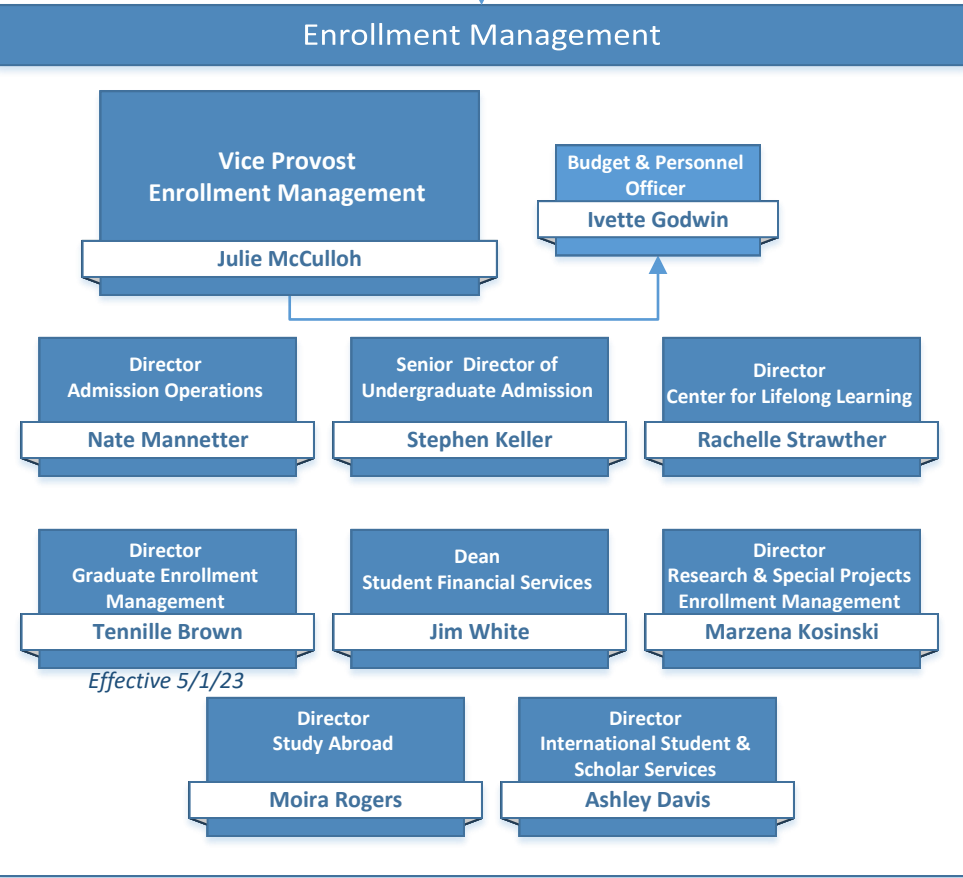 Enrollment Management
Vice Provost
Enrollment Management
Julie McCulloh
Budget & Personnel
Officer
Ivette Godwin
Director
Admission Operations
Nate Mannetter
Senior Director of
Undergraduate Admission
Stephen Keller
Director
Center for Lifelong Learning
Rachelle Strawther
Director
Graduate Enrollment
Management
Tennille Brown
Effective 5/1/23
Dean
Student Financial Services
Jim White
Director
Research & Special Projects
Enrollment Management
Marzena Kosinski
Director
Study Abroad
Moira Rogers
Director
International Student &
Scholar Services
Ashley Davis